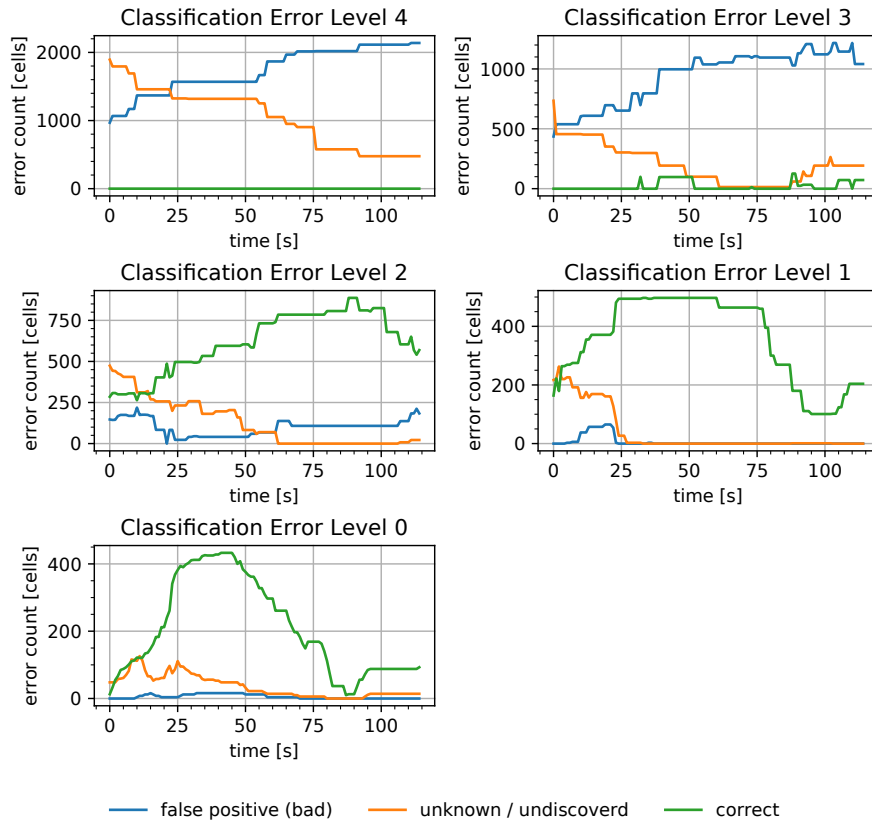 Classification Error Level 4
error count [cells]
2000
1000
0
0
25
50
75
100
time [s]
Classification Error Level 3
error count [cells]
1000
500
0
0
25
50
75
100
time [s]
Classification Error Level 2
error count [cells]
750
500
250
0
0
25
50
75
100
time [s]
Classification Error Level 1
error count [cells]
400
200
0
0
25
50
75
100
time [s]
Classification Error Level 0
error count [cells]
400
200
0
0
25
50
75
100
time [s]
false positive (bad)
unknown / undiscoverd
correct